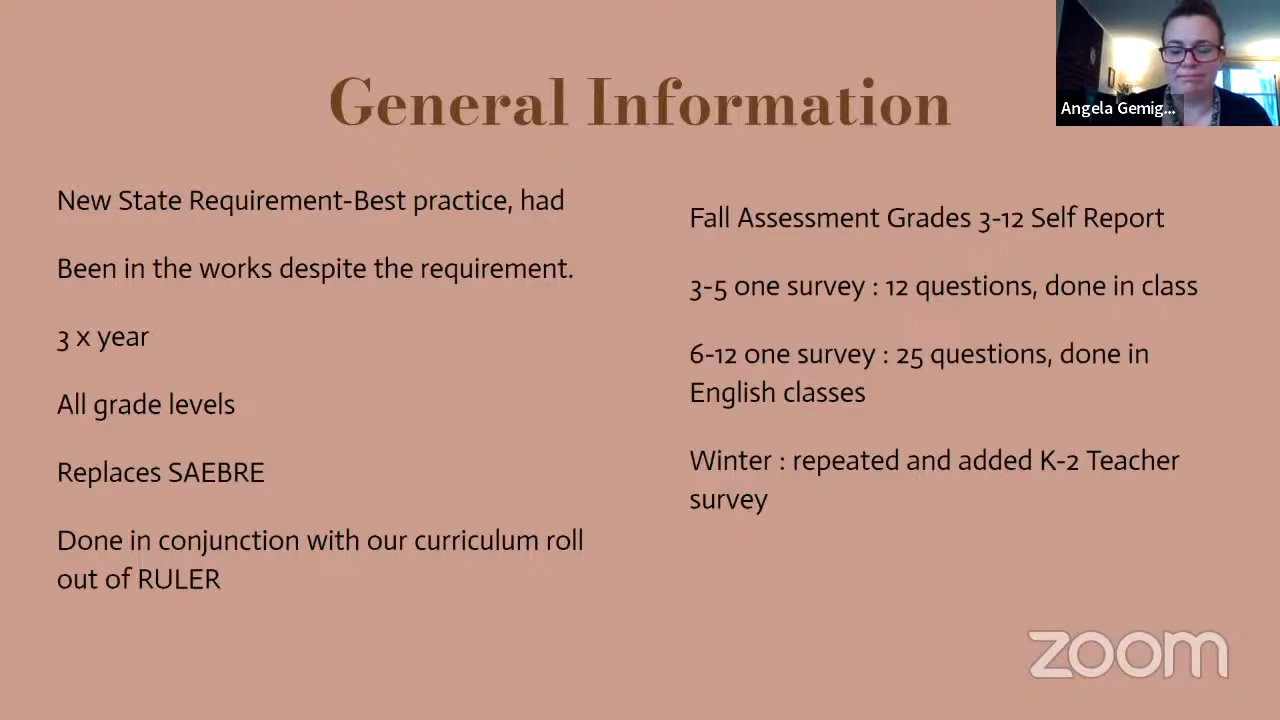 General Information
Angela Gemig...
New State Requirement-Best practice, had
Been in the works despite the requirement.
3 x year
All grade levels
Replaces SAEBRE
Done in conjunction with our curriculum roll
out of RULER
Fall Assessment Grades 3-12 Self Report
3-5 one survey : 12 questions, done in class
6-12 one survey : 25 questions, done in
English classes
Winter : repeated and added K-2 Teacher
survey
zoom